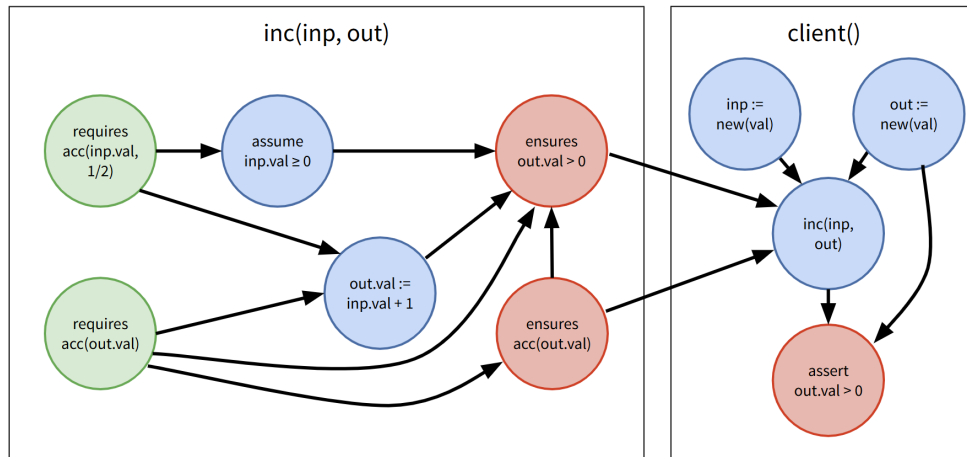 inc(inp, out)
client()
requires
acc(inp.val,
1/2)
assume
inp.val ≥ 0
ensures
out.val > 0
inp :=
new(val)
out :=
new(val)
inc(inp,
out)
requires
acc(out.val)
out.val :=
inp.val + 1
ensures
acc(out.val)
assert
out.val > 0